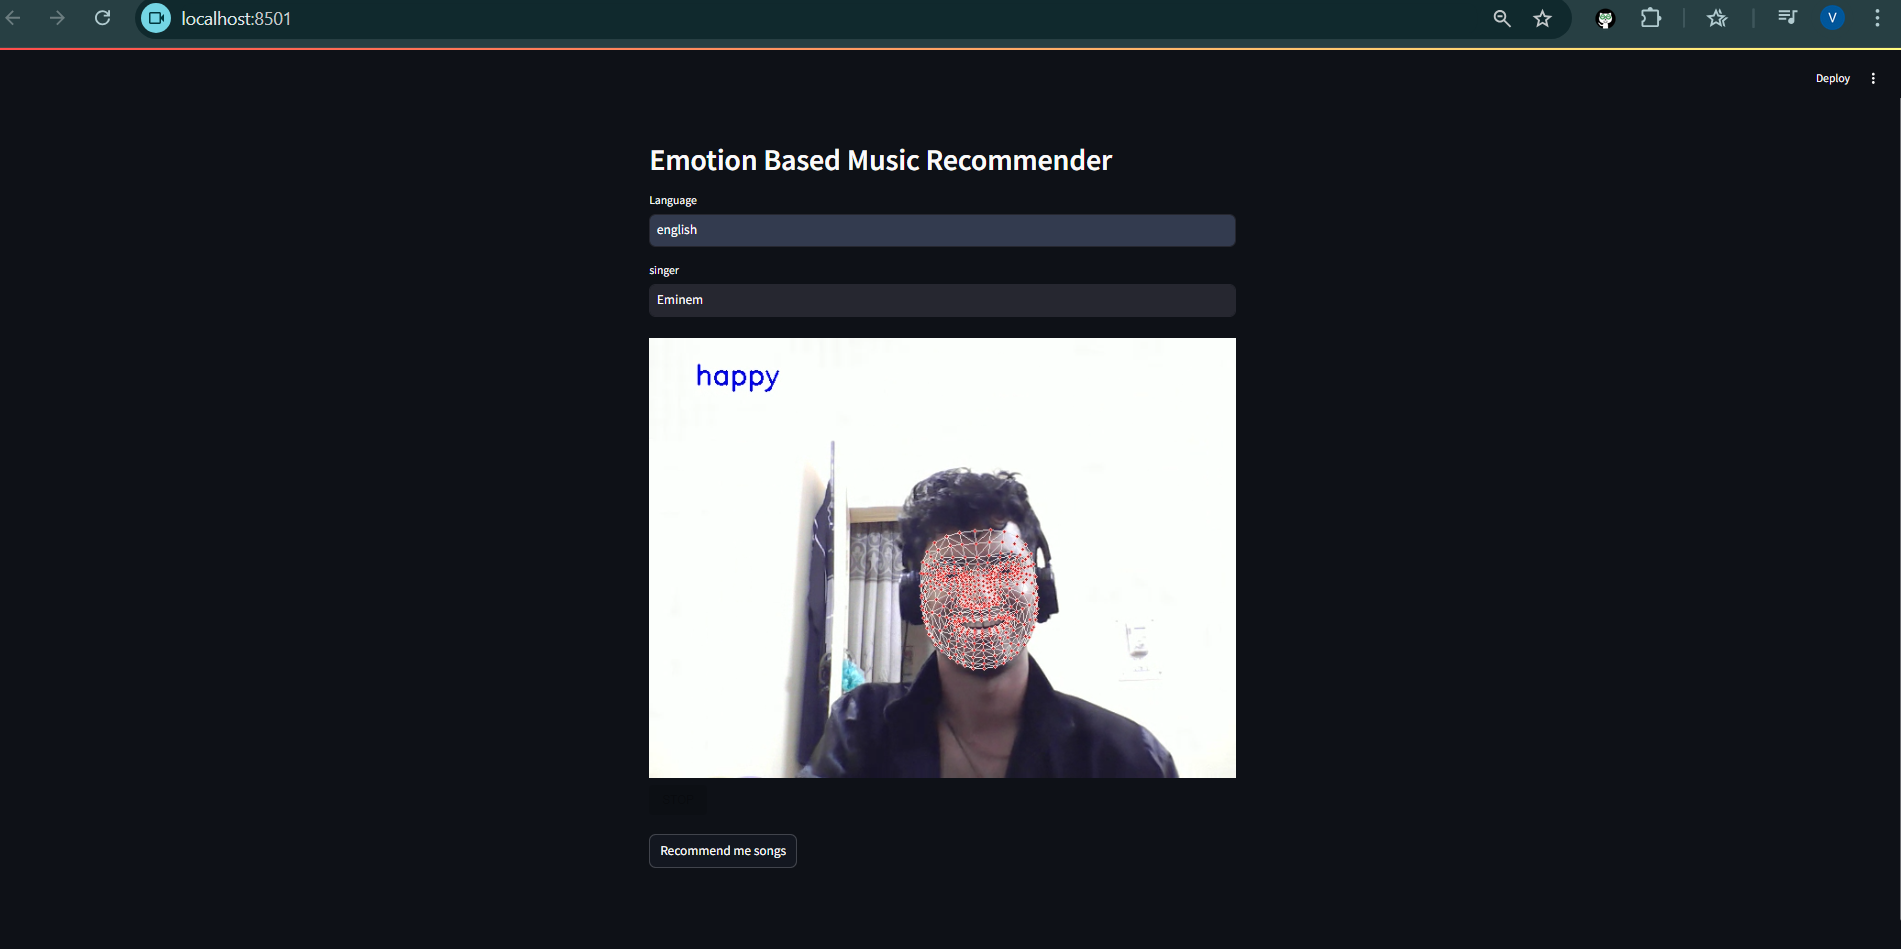 localhost:8501
V
Deploy
Emotion Based Music Recommender
Language
english
singer
Eminem
happy
Recommend me songs